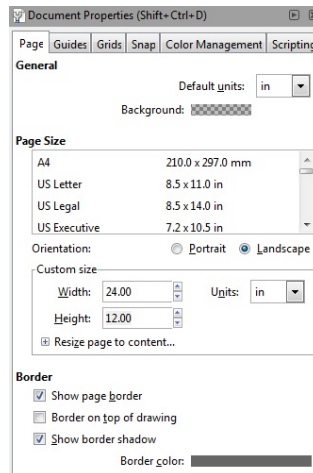 Document Properties (Shift+Ctrl+D)
Page Guides Grids Snap Color Management Scripting
General
Default units: in
Background:
Page Size
A4 210.0 x 297.0 mm
US Letter 8.5 x 11.0 in
US Legal 8.5 x 14.0 in
US Executive 7.2 x 10.5 in
Orientation: Portrait Landscape
Custom size
Width: 24.00 Units: in
Height: 12.00
Resize page to content...
Border
Show page border
Border on top of drawing
Show border shadow
Border color: